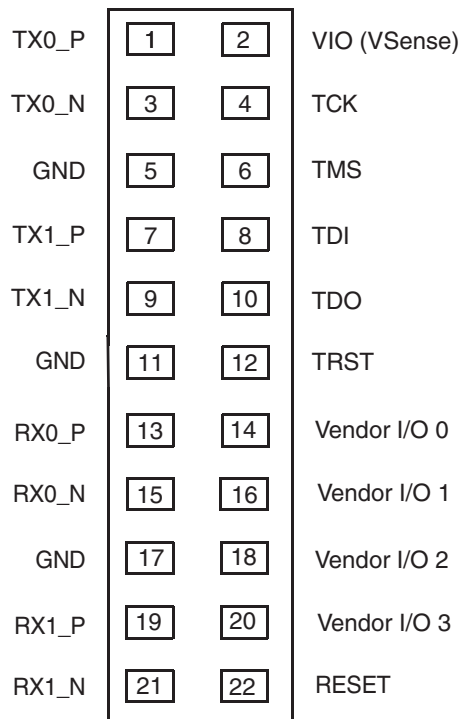 TX0_P 1 2 VIO (VSense)
TX0_N 3 4 TCK
GND 5 6 TMS
TX1_P 7 8 TDI
TX1_N 9 10 TDO
GND 11 12 TRST
RX0_P 13 14 Vendor I/O 0
RX0_N 15 16 Vendor I/O 1
GND 17 18 Vendor I/O 2
RX1_P 19 20 Vendor I/O 3
RX1_N 21 22 RESET